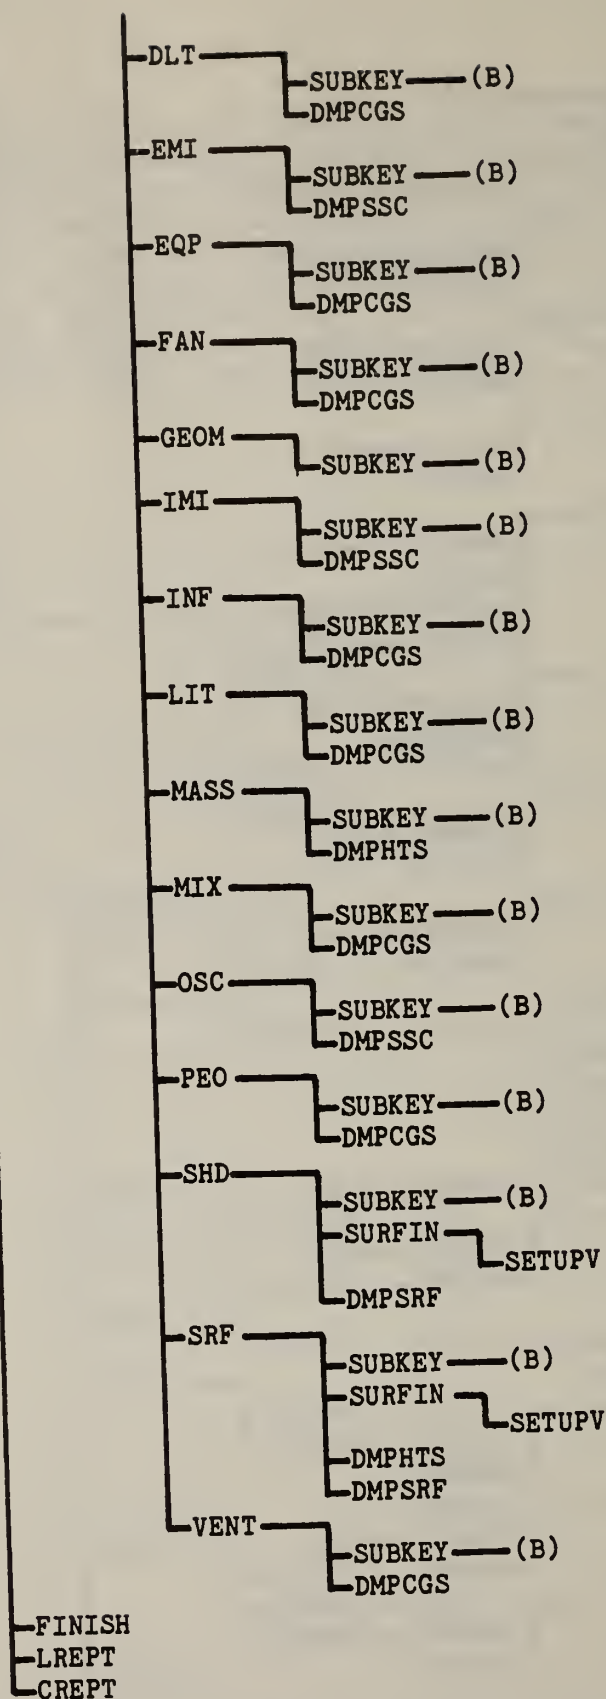 DLT
SUBKEY (B)
DMPCGS
EMI
SUBKEY (B)
DMPSSC
EQP
SUBKEY (B)
DMPCGS
FAN
SUBKEY (B)
DMPCGS
GEOM
SUBKEY (B)
IMI
SUBKEY (B)
DMPSSC
INF
SUBKEY (B)
DMPCGS
LIT
SUBKEY (B)
DMPCGS
MASS
SUBKEY (B)
DMPHTS
MIX
SUBKEY (B)
DMPCGS
OSC
SUBKEY (B)
DMPSSC
PEO
SUBKEY (B)
DMPCGS
SHD
SUBKEY (B)
SURFIN
SETUPV
DMPSRF
SRF
SUBKEY (B)
SURFIN
SETUPV
DMPHTS
DMPSRF
VENT
SUBKEY (B)
DMPCGS
FINISH
LREPT
CREPT